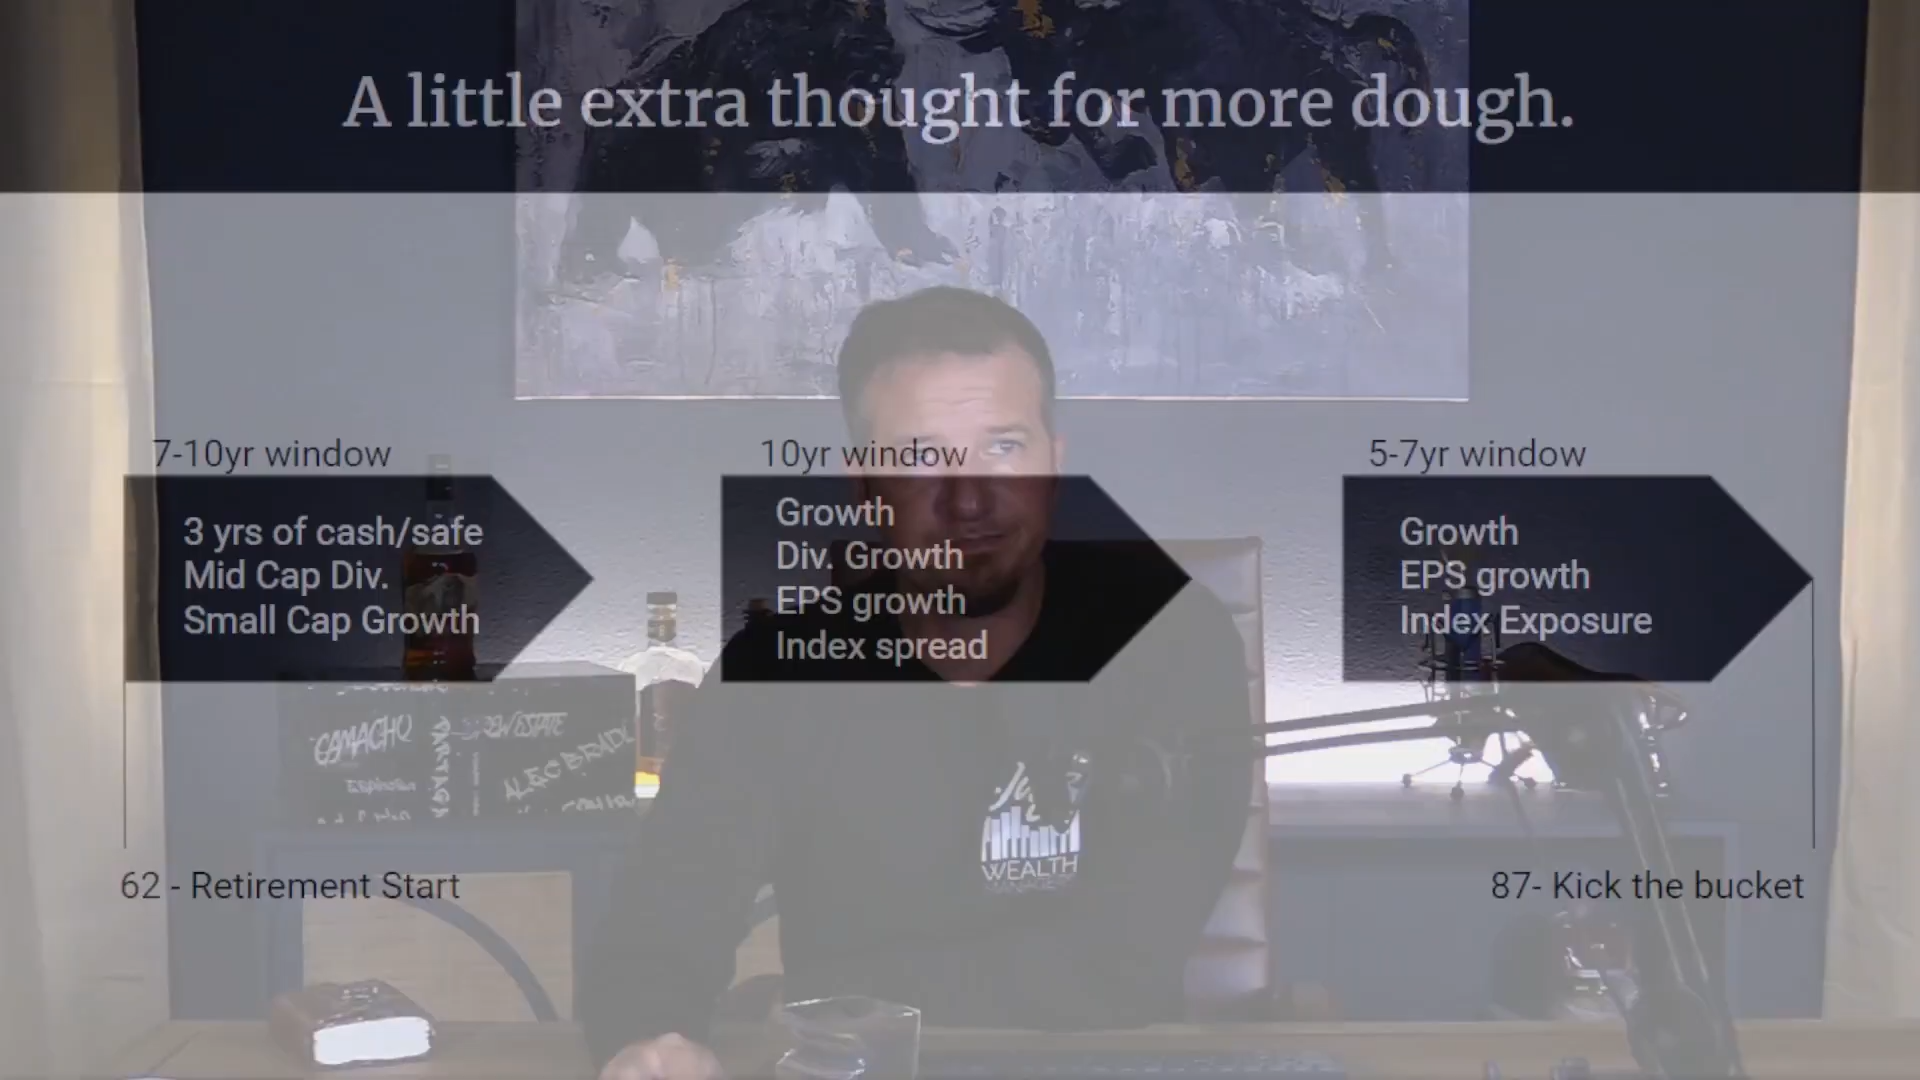 A little extra thought for more dough.
7-10yr window
10yr window
5-7yr window
3 yrs of cash/safe
Mid Cap Div.
Small Cap Growth
Growth
Div. Growth
EPS growth
Index spread
Growth
EPS growth
Index Exposure
CAMACHO
WEALTH
62 - Retirement Start
87- Kick the bucket